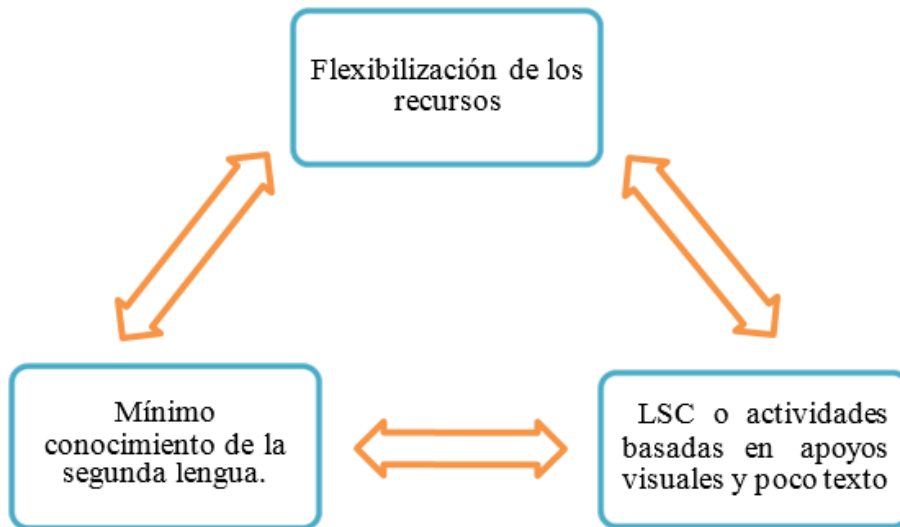 Flexibilización de los
recursos
Mínimo
conocimiento de la
segunda lengua.
LSC o actividades
basadas en apoyos
visuales y poco texto